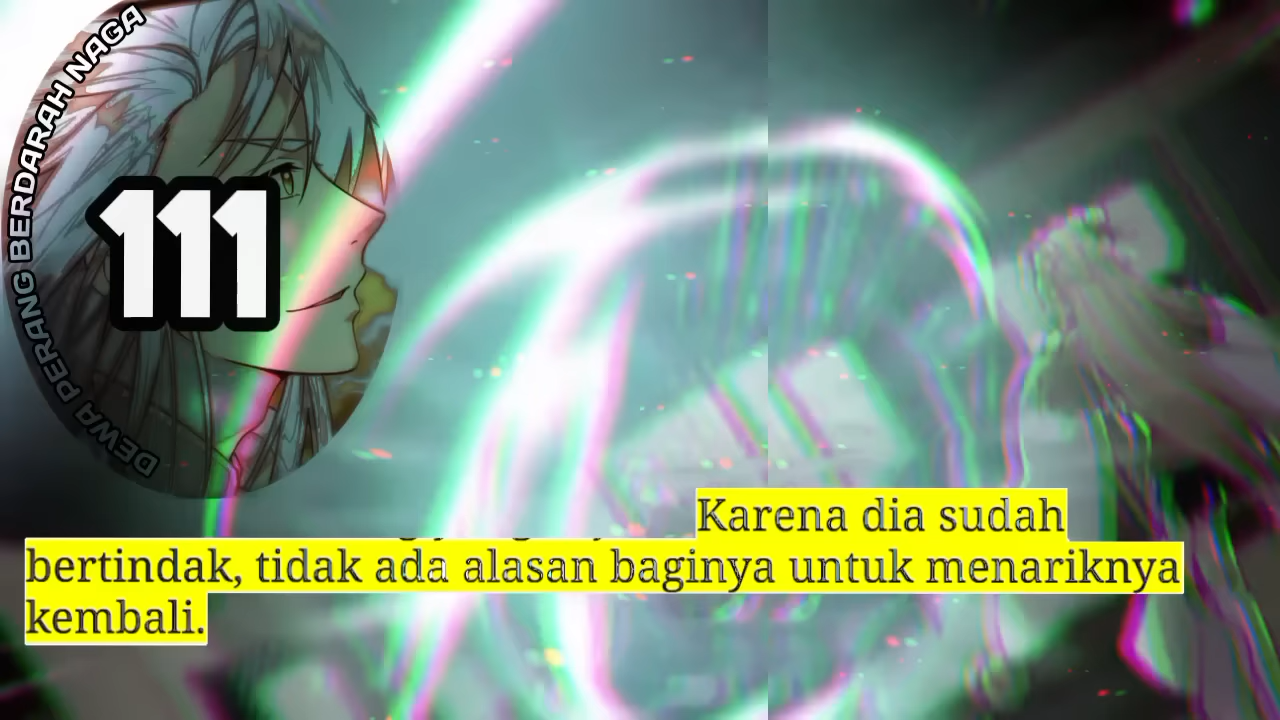 DEWA PERANG BERDARAH NAGA
111
Karena dia sudah
bertindak, tidak ada alasan baginya untuk menariknya
kembali.